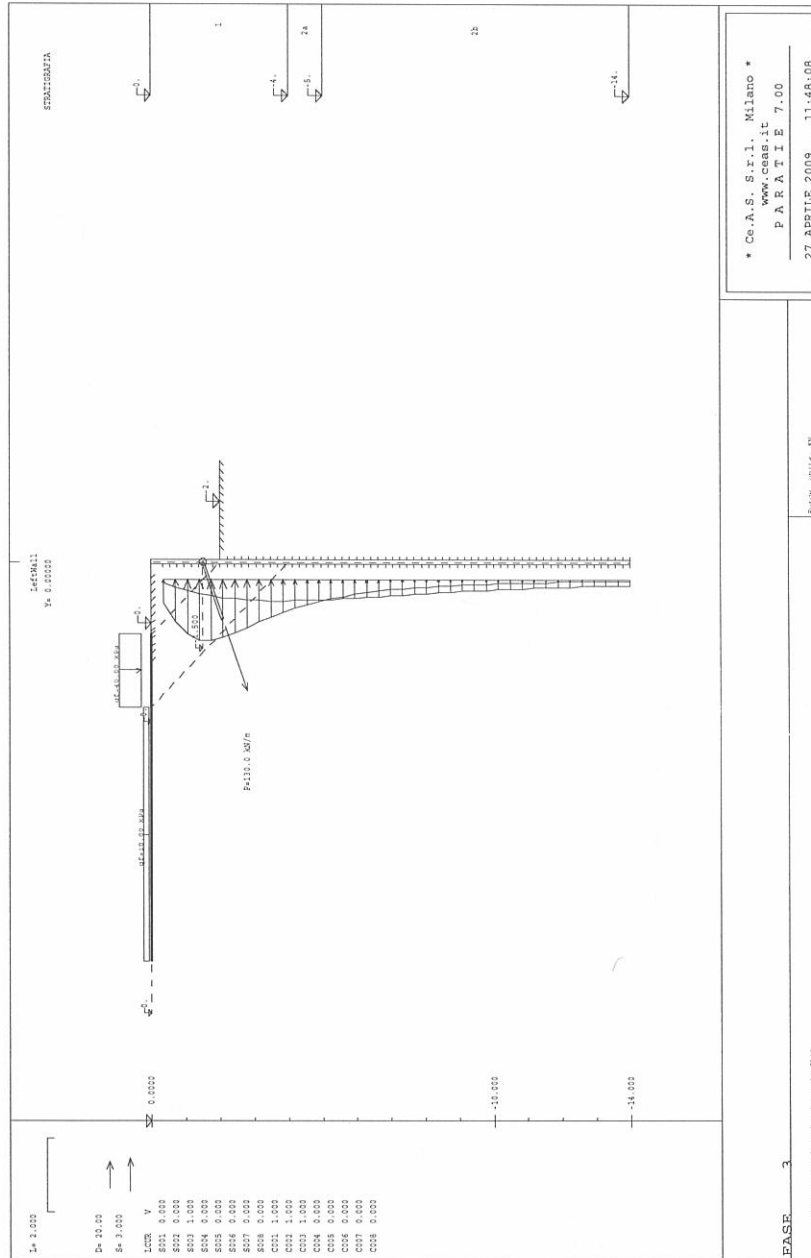 L= 2.000
D= 20.00
S= 3.000
LCUR V
S001 0.000
S002 0.000
S003 1.000
S004 0.000
S005 0.000
S006 0.000
S007 0.000
S008 0.000
C001 1.000
C002 1.000
C003 1.000
C004 0.000
C005 0.000
C006 0.000
C007 0.000
C008 0.000
0.0000
-10.000
-14.000
LeftWall
Y= 0.00000
P=130.0 kN/m
-2.
STRATIGRAFIA
-0.
1
-4.
2a
-5.
2b
-14.
FASE 3
* Ce.A.S. S.r.l. Milano *
www.ceas.it
P A R A T I E 7.00
27 APRILE 2009 11:48:08